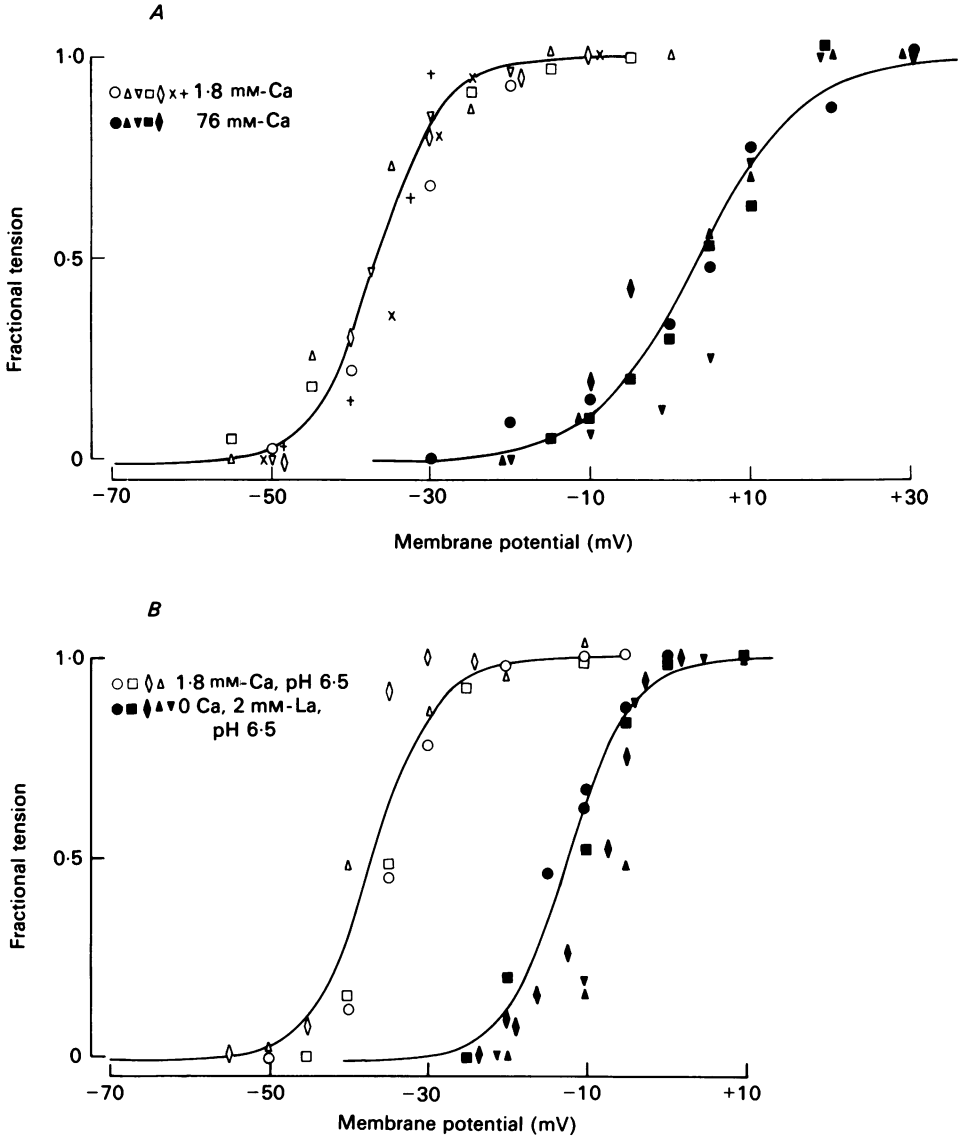 A
1·0
○△▽□◊×+ 1·8 mM-Ca
●▲▼■♦ 76 mM-Ca
0·5
Fractional tension
0
−70
−50
−30
−10
+10
+30
Membrane potential (mV)
B
1·0
○□◊△ 1·8 mM-Ca, pH 6·5
●■♦▲▼ 0 Ca, 2 mM-La,
pH 6·5
0·5
Fractional tension
0
−70
−50
−30
−10
+10
Membrane potential (mV)